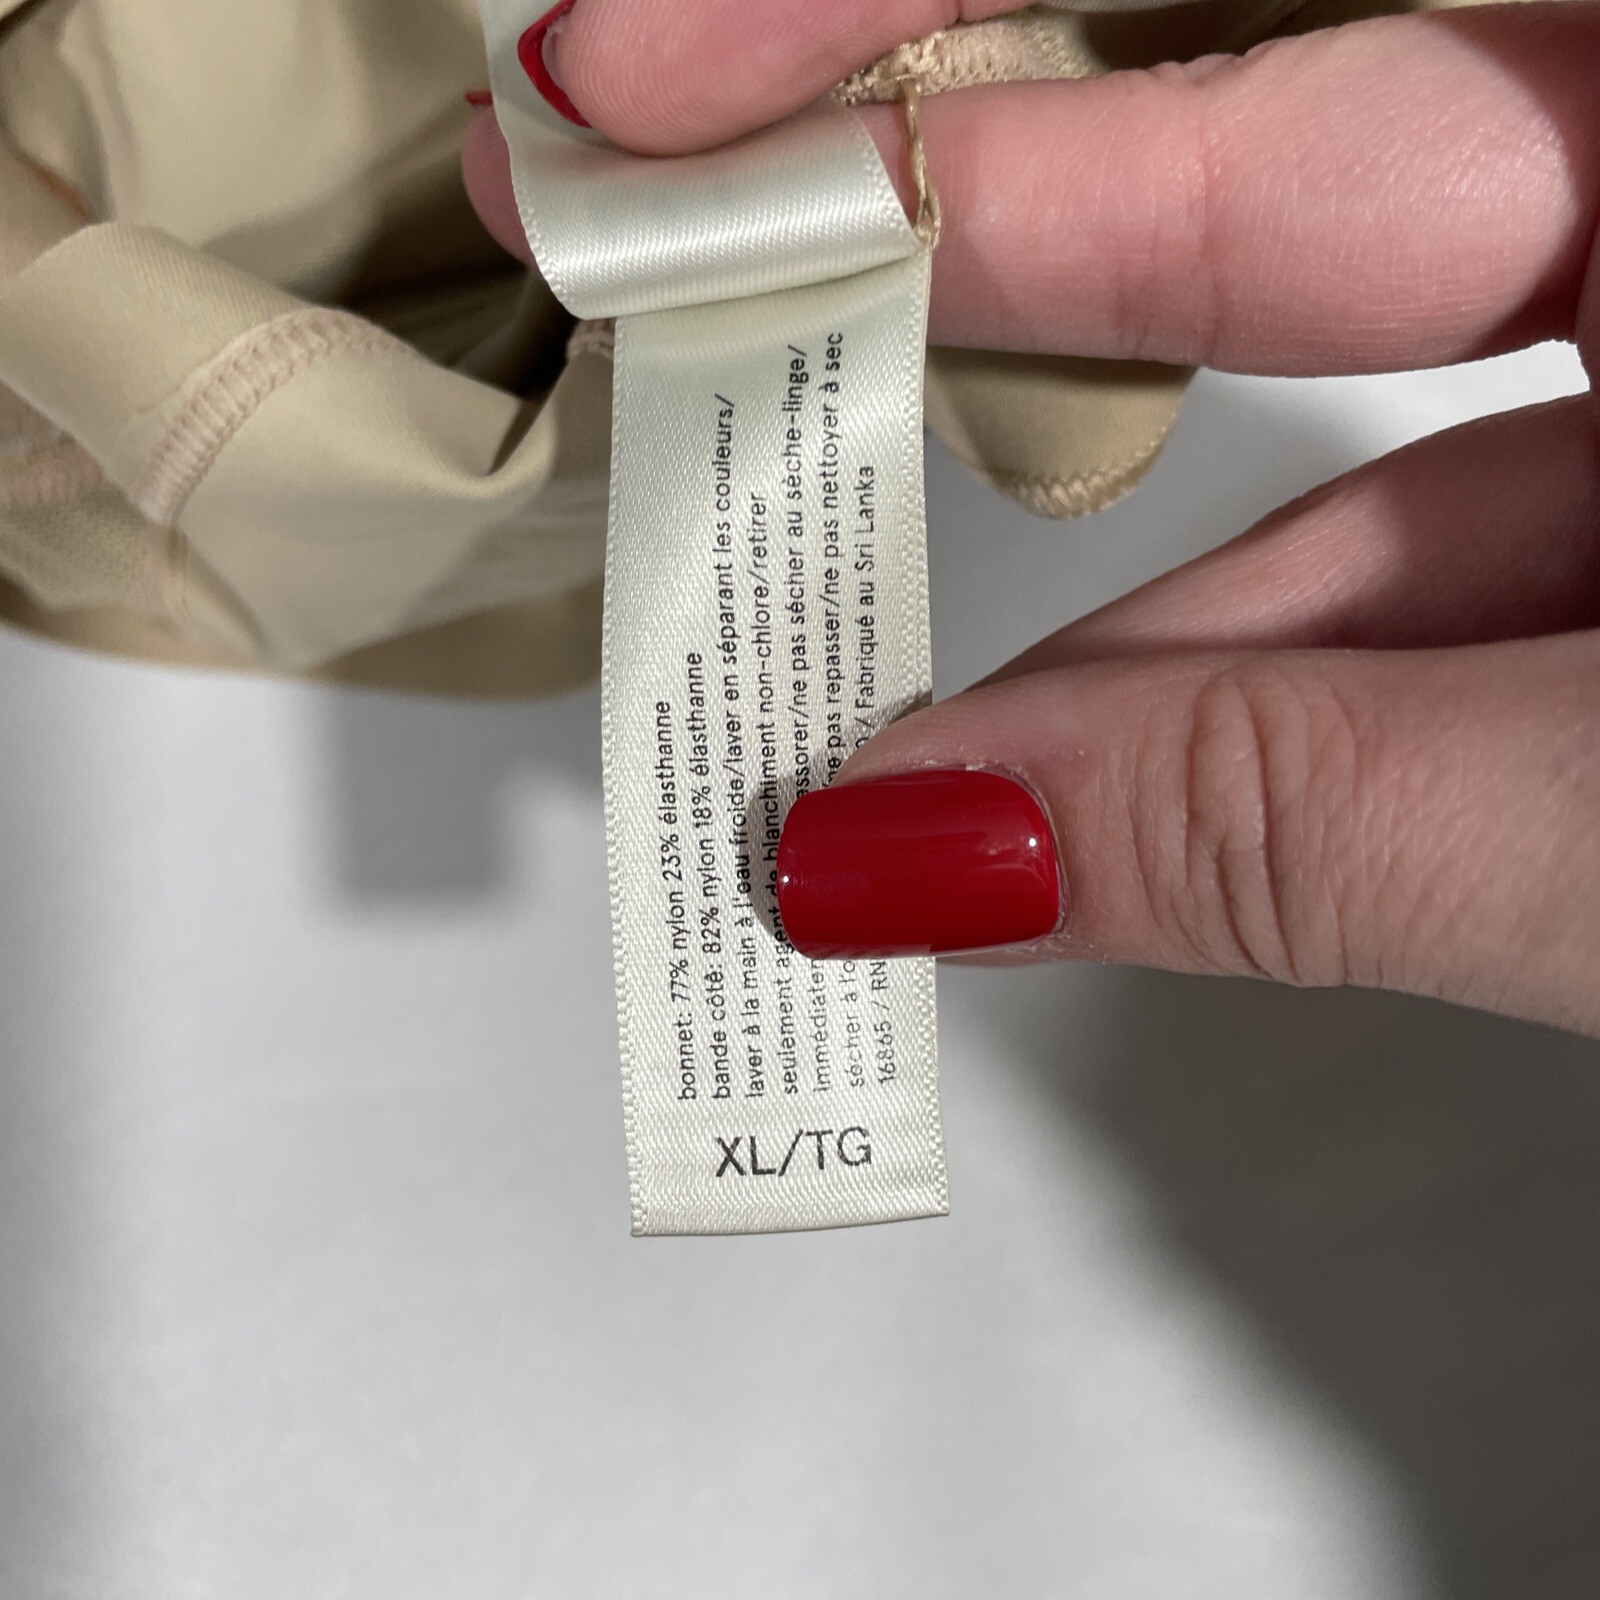 bonnet: 77% nylon 23% élasthanne
bande côté: 82% nylon 18% élasthanne
laver à la main à l'eau froide/laver en séparant les couleurs/
seulement agent de blanchiment non-chlore/retirer
immédiatem essorer/ne pas sécher au sèche-linge/
sécher à l'o ne pas repasser/ne pas nettoyer à sec
16865 / RN / Fabriqué au Sri Lanka
XL/TG